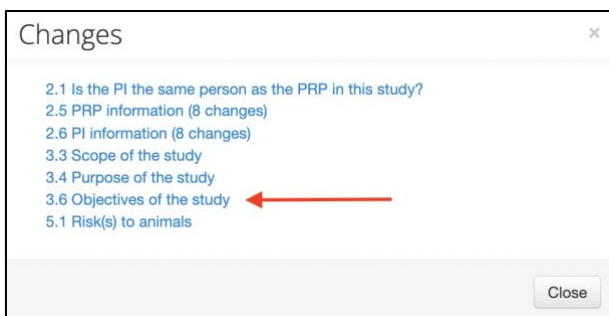 Changes
×
2.1 Is the PI the same person as the PRP in this study?
2.5 PRP information (8 changes)
2.6 PI information (8 changes)
3.3 Scope of the study
3.4 Purpose of the study
3.6 Objectives of the study
5.1 Risk(s) to animals
Close